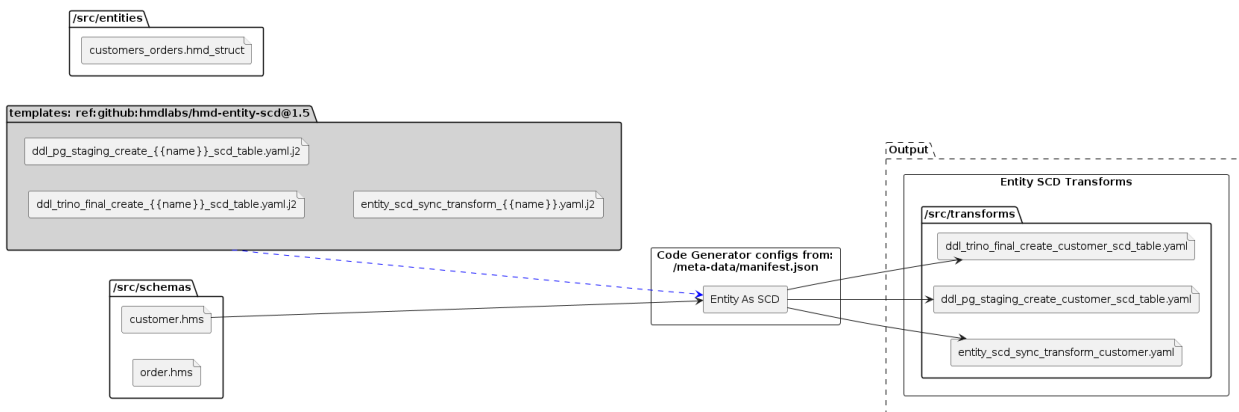 /src/entities
customers_orders.hmd_struct
templates: ref:github:hmdlabs/hmd-entity-scd@1.5
ddl_pg_staging_create_{{name}}_scd_table.yaml.j2
ddl_trino_final_create_{{name}}_scd_table.yaml.j2
entity_scd_sync_transform_{{name}}.yaml.j2
/src/schemas
customer.hms
order.hms
Code Generator configs from:
/meta-data/manifest.json
Entity As SCD
Output
Entity SCD Transforms
/src/transforms
ddl_trino_final_create_customer_scd_table.yaml
ddl_pg_staging_create_customer_scd_table.yaml
entity_scd_sync_transform_customer.yaml